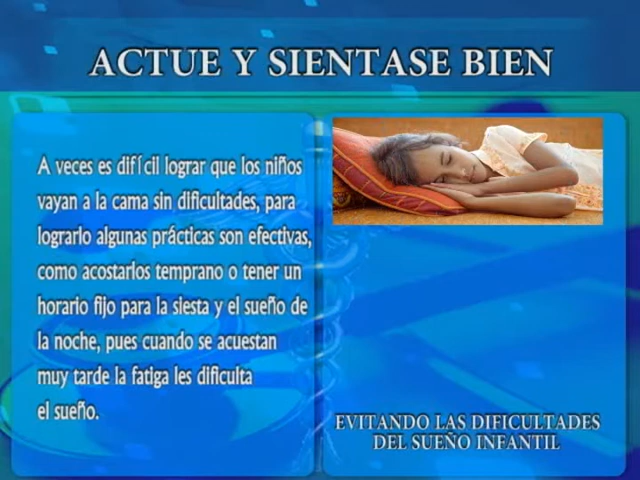 ACTUE Y SIENTASE BIEN
A veces es difícil lograr que los niños
vayan a la cama sin dificultades, para
lograrlo algunas prácticas son efectivas,
como acostarlos temprano o tener un
horario fijo para la siesta y el sueño de
la noche, pues cuando se acuestan
muy tarde la fatiga les dificulta
el sueño.
EVITANDO LAS DIFICULTADES
DEL SUEÑO INFANTIL